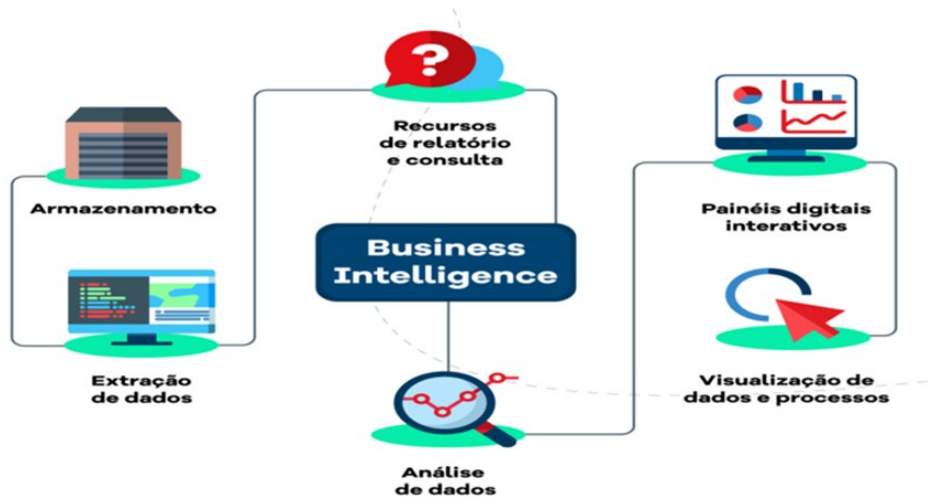 Recursos
de relatório
e consulta
Armazenamento
Painéis digitais
interativos
Business
Intelligence
Extração
de dados
Visualização de
dados e processos
Análise
de dados
?